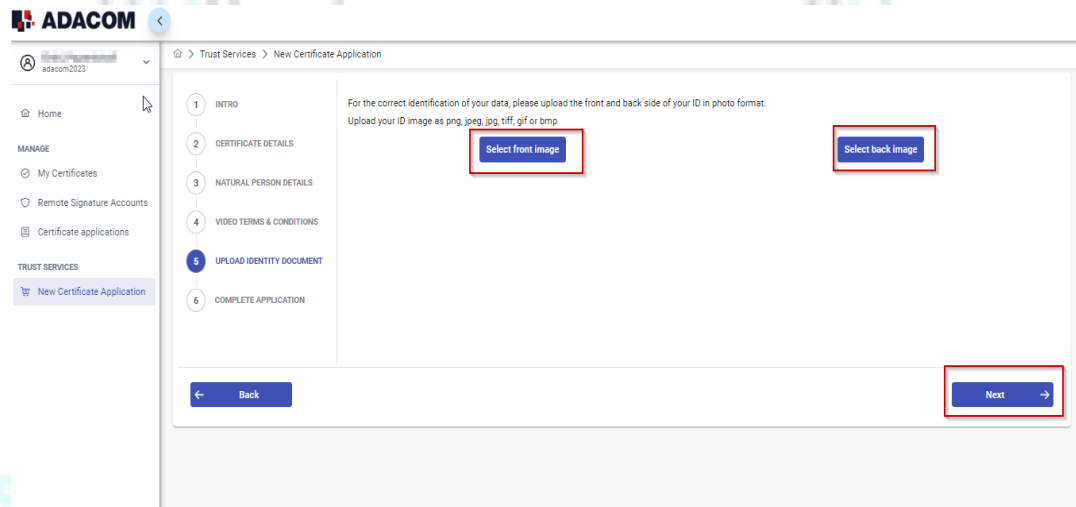 ADACOM
adacom2023
Home
MANAGE
My Certificates
Remote Signature Accounts
Certificate applications
TRUST SERVICES
New Certificate Application
> Trust Services > New Certificate Application
1 INTRO
2 CERTIFICATE DETAILS
3 NATURAL PERSON DETAILS
4 VIDEO TERMS & CONDITIONS
5 UPLOAD IDENTITY DOCUMENT
6 COMPLETE APPLICATION
For the correct identification of your data, please upload the front and back side of your ID in photo format.
Upload your ID image as png, jpeg, jpg, tiff, gif or bmp
Select front image
Select back image
Back
Next